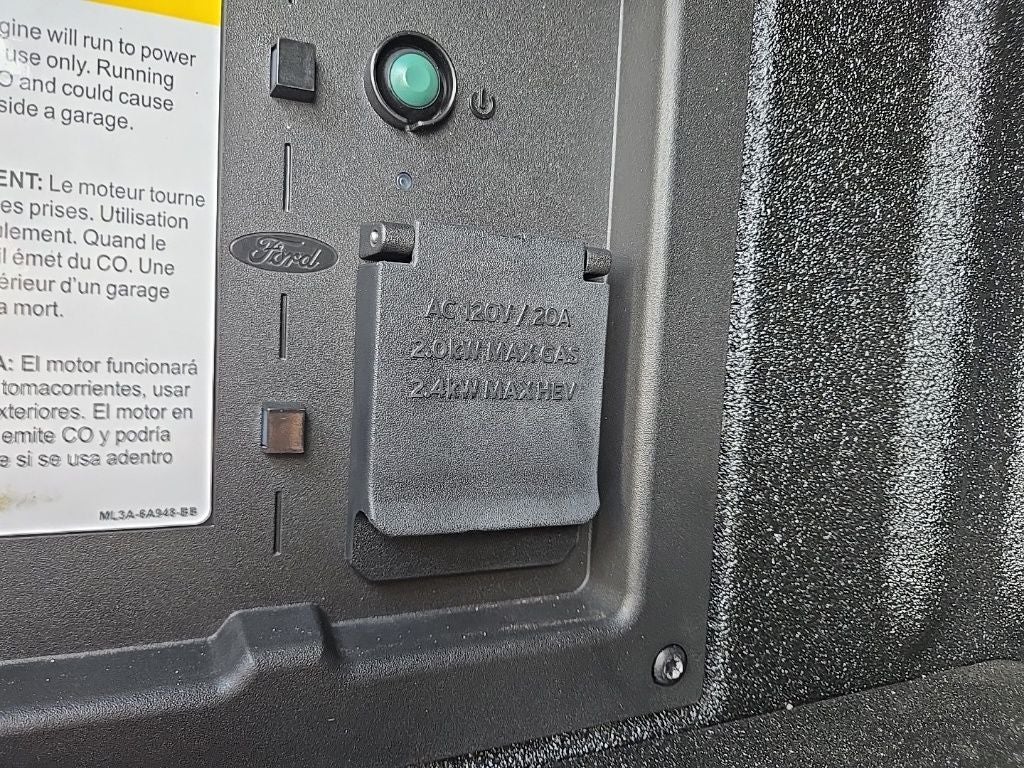 gine will run to power
use only. Running
O and could cause
side a garage.
ENT: Le moteur tourne
es prises. Utilisation
lement. Quand le
il émet du CO. Une
érieur d'un garage
a mort.
A: El motor funcionará
tomacorrientes, usar
xteriores. El motor en
emite CO y podría
e si se usa adentro
ML3A-6A948-BB
Ford
AC 120V / 20A
2.0kW MAX GAS
2.4kW MAX HEV